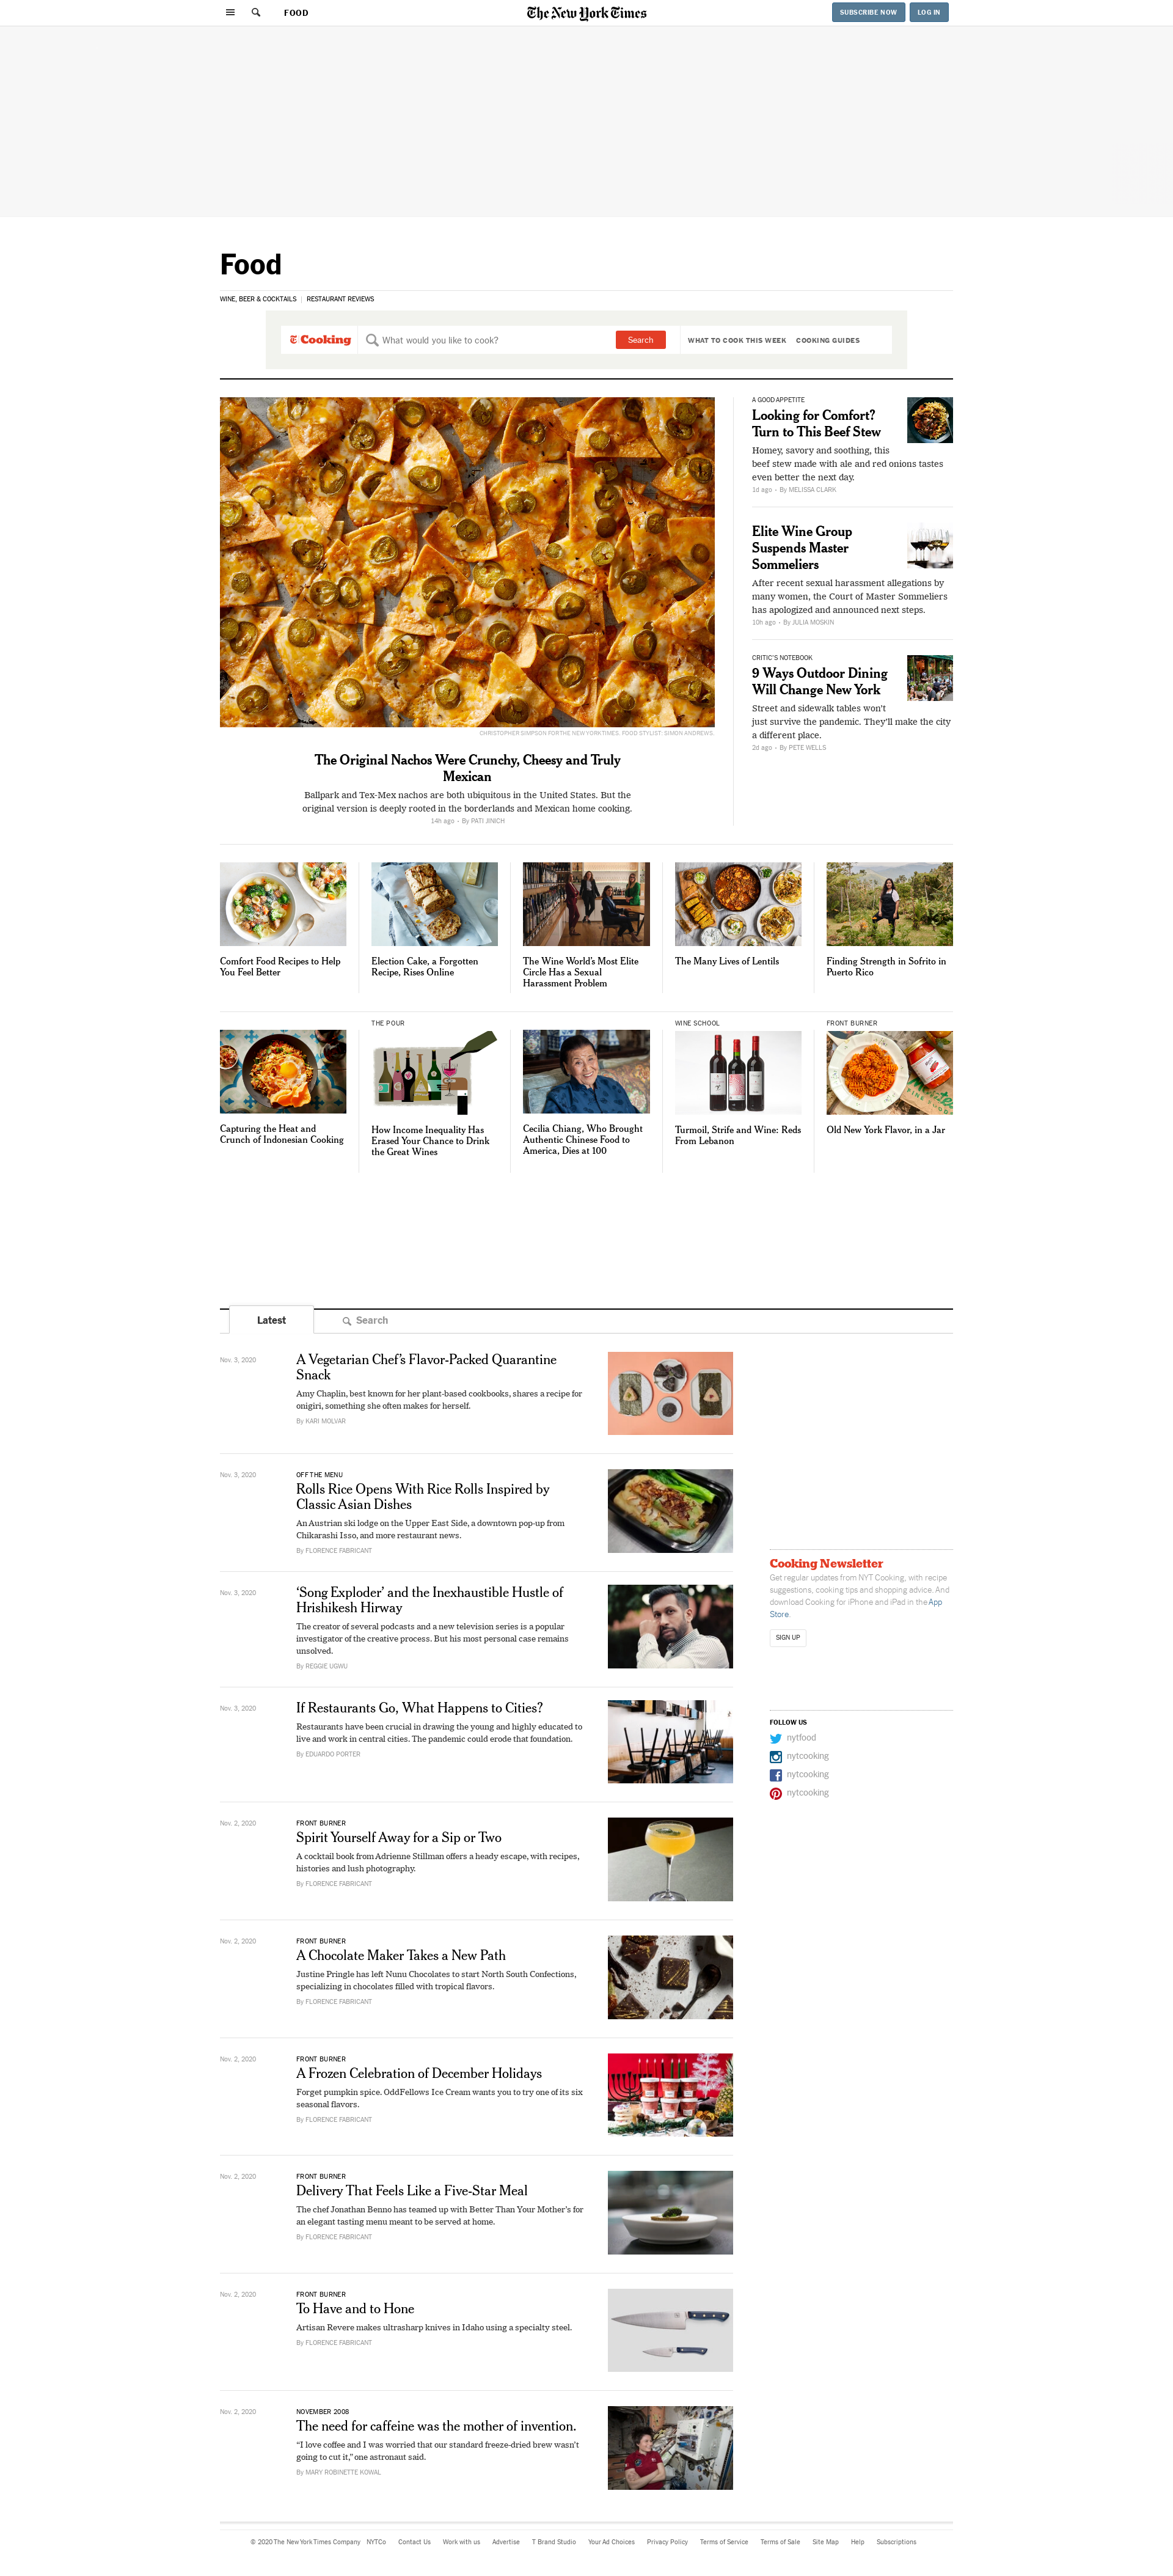 FOOD
The New York Times
SUBSCRIBE NOW
LOG IN
Food
WINE, BEER & COCKTAILS
RESTAURANT REVIEWS
Cooking
What would you like to cook?
Search
WHAT TO COOK THIS WEEK
COOKING GUIDES
CHRISTOPHER SIMPSON FOR THE NEW YORK TIMES. FOOD STYLIST: SIMON ANDREWS.
The Original Nachos Were Crunchy, Cheesy and Truly
Mexican
Ballpark and Tex-Mex nachos are both ubiquitous in the United States. But the
original version is deeply rooted in the borderlands and Mexican home cooking.
14h ago • By PATI JINICH
A GOOD APPETITE
Looking for Comfort?
Turn to This Beef Stew
Homey, savory and soothing, this
beef stew made with ale and red onions tastes
even better the next day.
1d ago • By MELISSA CLARK
Elite Wine Group
Suspends Master
Sommeliers
After recent sexual harassment allegations by
many women, the Court of Master Sommeliers
has apologized and announced next steps.
10h ago • By JULIA MOSKIN
CRITIC'S NOTEBOOK
9 Ways Outdoor Dining
Will Change New York
Street and sidewalk tables won't
just survive the pandemic. They'll make the city
a different place.
2d ago • By PETE WELLS
Comfort Food Recipes to Help
You Feel Better
Election Cake, a Forgotten
Recipe, Rises Online
The Wine World's Most Elite
Circle Has a Sexual
Harassment Problem
The Many Lives of Lentils
Finding Strength in Sofrito in
Puerto Rico
Capturing the Heat and
Crunch of Indonesian Cooking
THE POUR
How Income Inequality Has
Erased Your Chance to Drink
the Great Wines
Cecilia Chiang, Who Brought
Authentic Chinese Food to
America, Dies at 100
WINE SCHOOL
Turmoil, Strife and Wine: Reds
From Lebanon
FRONT BURNER
Old New York Flavor, in a Jar
Latest
Search
Nov. 3, 2020
A Vegetarian Chef's Flavor-Packed Quarantine
Snack
Amy Chaplin, best known for her plant-based cookbooks, shares a recipe for
onigiri, something she often makes for herself.
By KARI MOLVAR
Nov. 3, 2020
OFF THE MENU
Rolls Rice Opens With Rice Rolls Inspired by
Classic Asian Dishes
An Austrian ski lodge on the Upper East Side, a downtown pop-up from
Chikarashi Isso, and more restaurant news.
By FLORENCE FABRICANT
Nov. 3, 2020
‘Song Exploder’ and the Inexhaustible Hustle of
Hrishikesh Hirway
The creator of several podcasts and a new television series is a popular
investigator of the creative process. But his most personal case remains
unsolved.
By REGGIE UGWU
Nov. 3, 2020
If Restaurants Go, What Happens to Cities?
Restaurants have been crucial in drawing the young and highly educated to
live and work in central cities. The pandemic could erode that foundation.
By EDUARDO PORTER
Nov. 2, 2020
FRONT BURNER
Spirit Yourself Away for a Sip or Two
A cocktail book from Adrienne Stillman offers a heady escape, with recipes,
histories and lush photography.
By FLORENCE FABRICANT
Nov. 2, 2020
FRONT BURNER
A Chocolate Maker Takes a New Path
Justine Pringle has left Nunu Chocolates to start North South Confections,
specializing in chocolates filled with tropical flavors.
By FLORENCE FABRICANT
Nov. 2, 2020
FRONT BURNER
A Frozen Celebration of December Holidays
Forget pumpkin spice. OddFellows Ice Cream wants you to try one of its six
seasonal flavors.
By FLORENCE FABRICANT
Nov. 2, 2020
FRONT BURNER
Delivery That Feels Like a Five-Star Meal
The chef Jonathan Benno has teamed up with Better Than Your Mother's for
an elegant tasting menu meant to be served at home.
By FLORENCE FABRICANT
Nov. 2, 2020
FRONT BURNER
To Have and to Hone
Artisan Revere makes ultrasharp knives in Idaho using a specialty steel.
By FLORENCE FABRICANT
Nov. 2, 2020
NOVEMBER 2008
The need for caffeine was the mother of invention.
“I love coffee and I was worried that our standard freeze-dried brew wasn't
going to cut it,” one astronaut said.
By MARY ROBINETTE KOWAL
Cooking Newsletter
Get regular updates from NYT Cooking, with recipe
suggestions, cooking tips and shopping advice. And
download Cooking for iPhone and iPad in the App
Store.
SIGN UP
FOLLOW US
nytfood
nytcooking
nytcooking
nytcooking
© 2020 The New York Times Company NYTCo Contact Us Work with us Advertise T Brand Studio Your Ad Choices Privacy Policy Terms of Service Terms of Sale Site Map Help Subscriptions